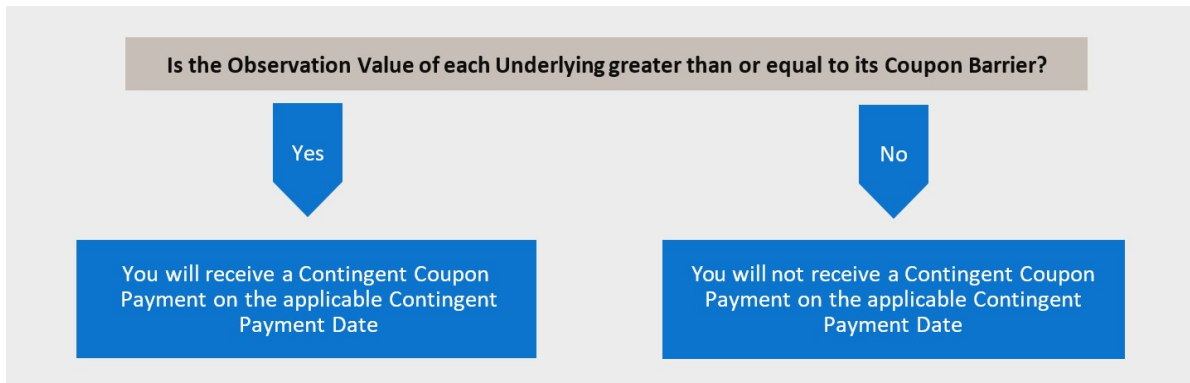 Is the Observation Value of each Underlying greater than or equal to its Coupon Barrier?
Yes
No
You will receive a Contingent Coupon
Payment on the applicable Contingent
Payment Date
You will not receive a Contingent Coupon
Payment on the applicable Contingent
Payment Date